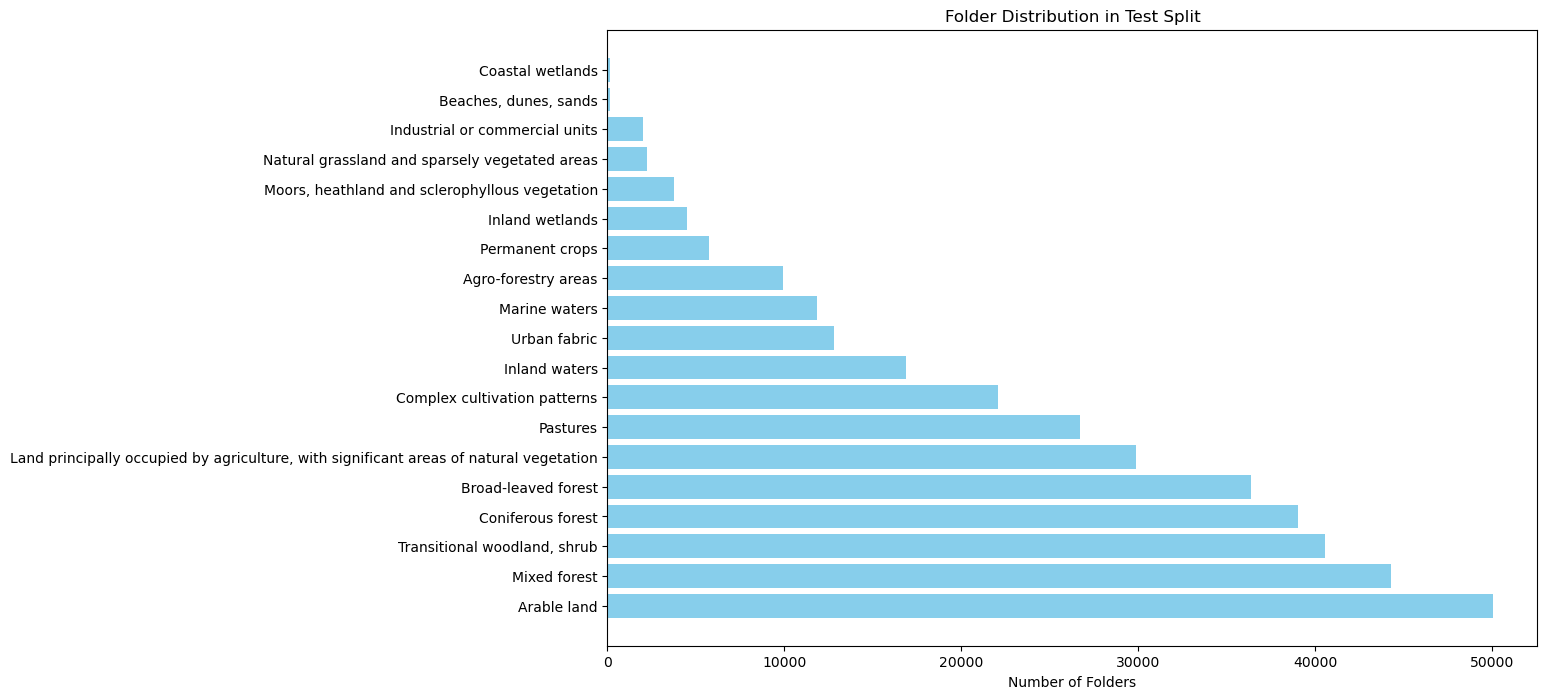 Folder Distribution in Test Split
Coastal wetlands
Beaches, dunes, sands
Industrial or commercial units
Natural grassland and sparsely vegetated areas
Moors, heathland and sclerophyllous vegetation
Inland wetlands
Permanent crops
Agro-forestry areas
Marine waters
Urban fabric
Inland waters
Complex cultivation patterns
Pastures
Land principally occupied by agriculture, with significant areas of natural vegetation
Broad-leaved forest
Coniferous forest
Transitional woodland, shrub
Mixed forest
Arable land
0 10000 20000 30000 40000 50000
Number of Folders